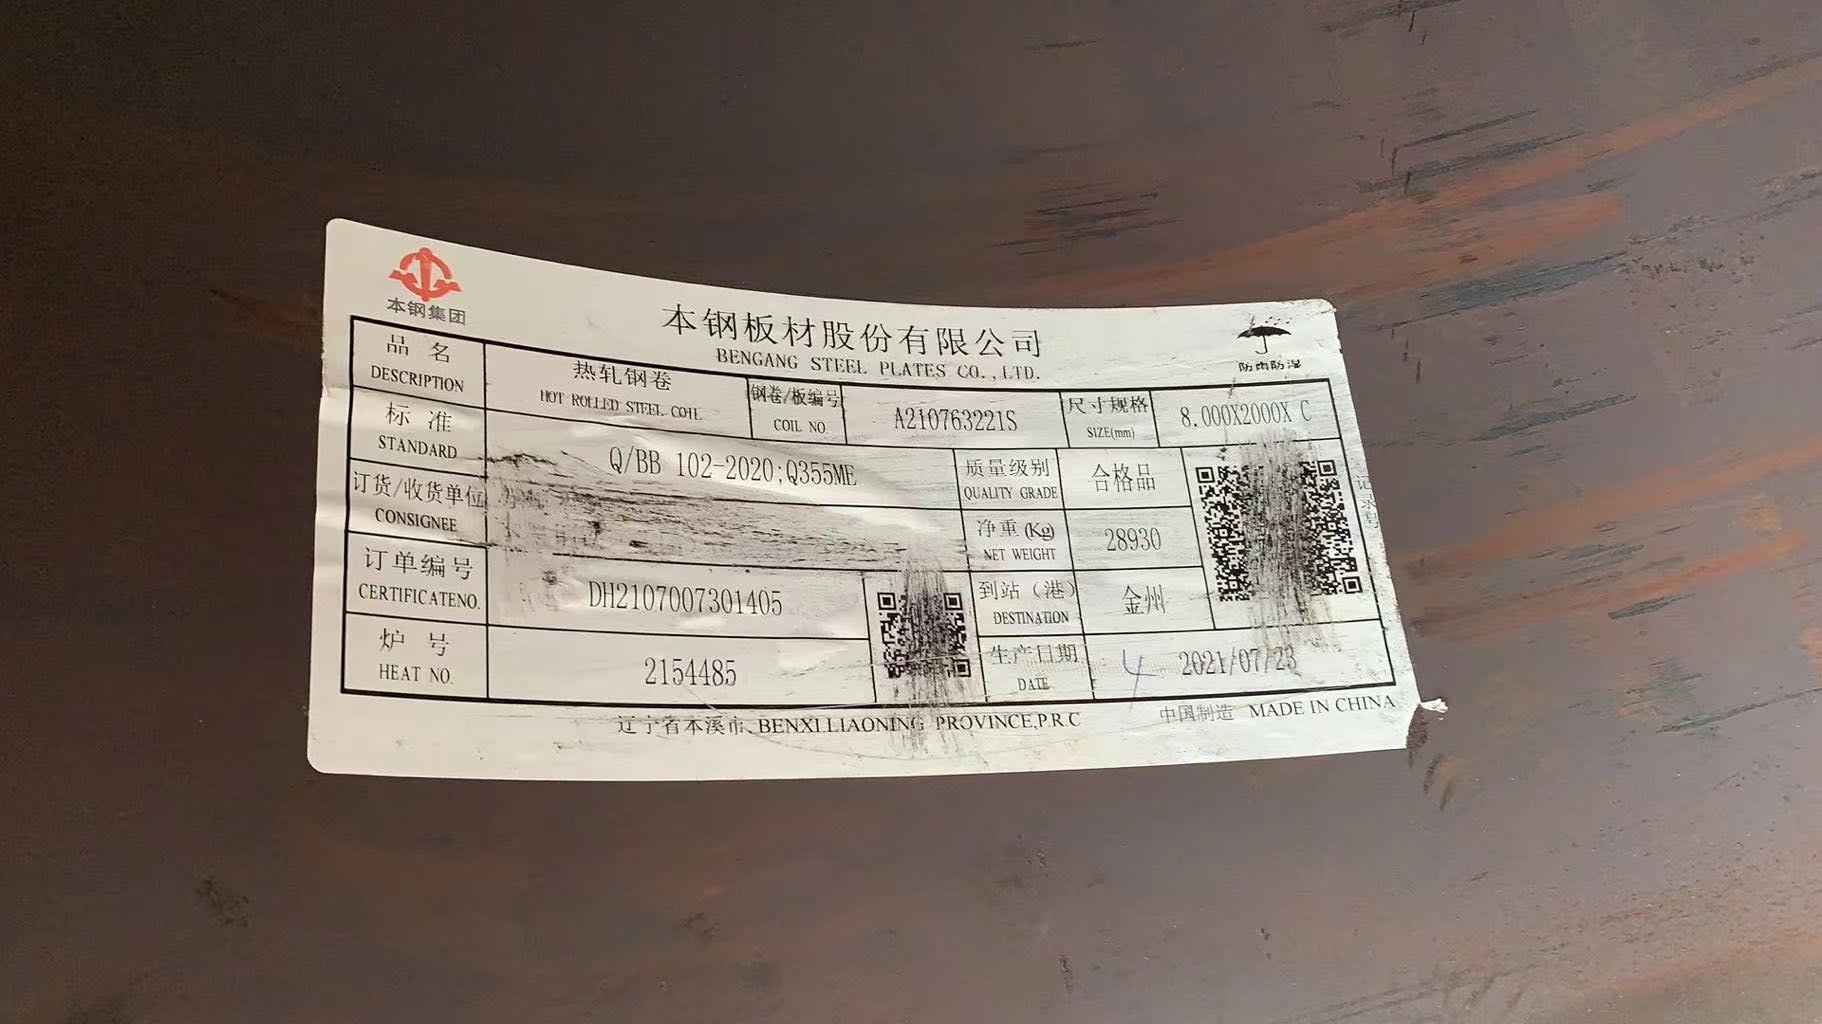 本钢集团
本钢板材股份有限公司
BENGANG STEEL PLATES CO.,LTD.
防雨防湿
品 名
DESCRIPTION
热轧钢卷
HOT ROLLED STEEL COIL
钢卷/板编号
COIL NO.
A210763221S
尺寸规格
SIZE(mm)
8.000X2000X C
标 准
STANDARD
Q/BB 102-2020;Q355ME
质量级别
QUALITY GRADE
合格品
订货/收货单位
CONSIGNEE
净重(Kg)
NET WEIGHT
28930
记录号
订单编号
CERTIFICATENO.
DH2107007301405
到站(港)
DESTINATION
金州
炉 号
HEAT NO.
2154485
生产日期
DATE
4
2021/07/23
辽宁省本溪市、BENXI.LIAONING PROVINCE,P.R.C
中国制造 MADE IN CHINA